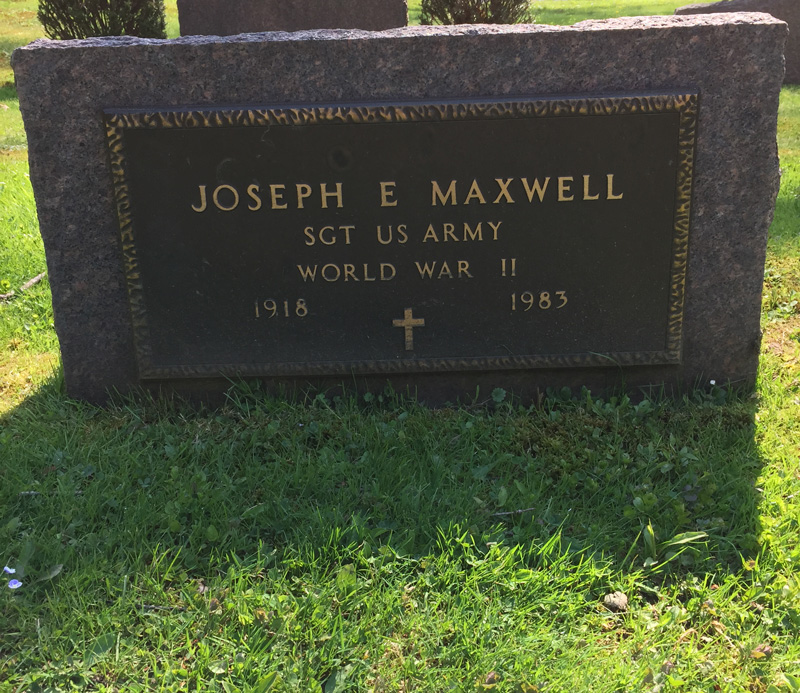 JOSEPH E MAXWELL
SGT US ARMY
WORLD WAR II
1918 1983